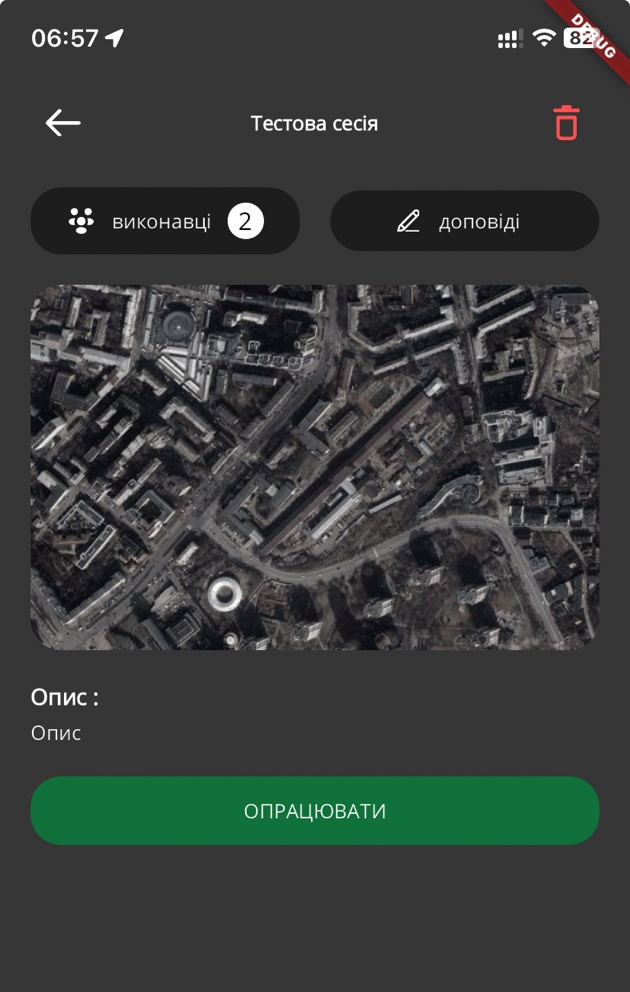 06:57
82
DEBUG
Тестова сесія
виконавці 2
доповіді
Опис :
Опис
ОПРАЦЮВАТИ